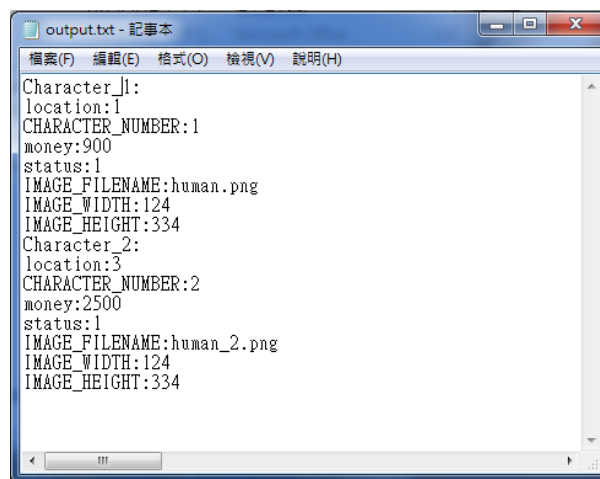 output.txt - 記事本
檔案(F) 編輯(E) 格式(O) 檢視(V) 說明(H)
Character_1:
location:1
CHARACTER_NUMBER:1
money:900
status:1
IMAGE_FILENAME:human.png
IMAGE_WIDTH:124
IMAGE_HEIGHT:334
Character_2:
location:3
CHARACTER_NUMBER:2
money:2500
status:1
IMAGE_FILENAME:human_2.png
IMAGE_WIDTH:124
IMAGE_HEIGHT:334